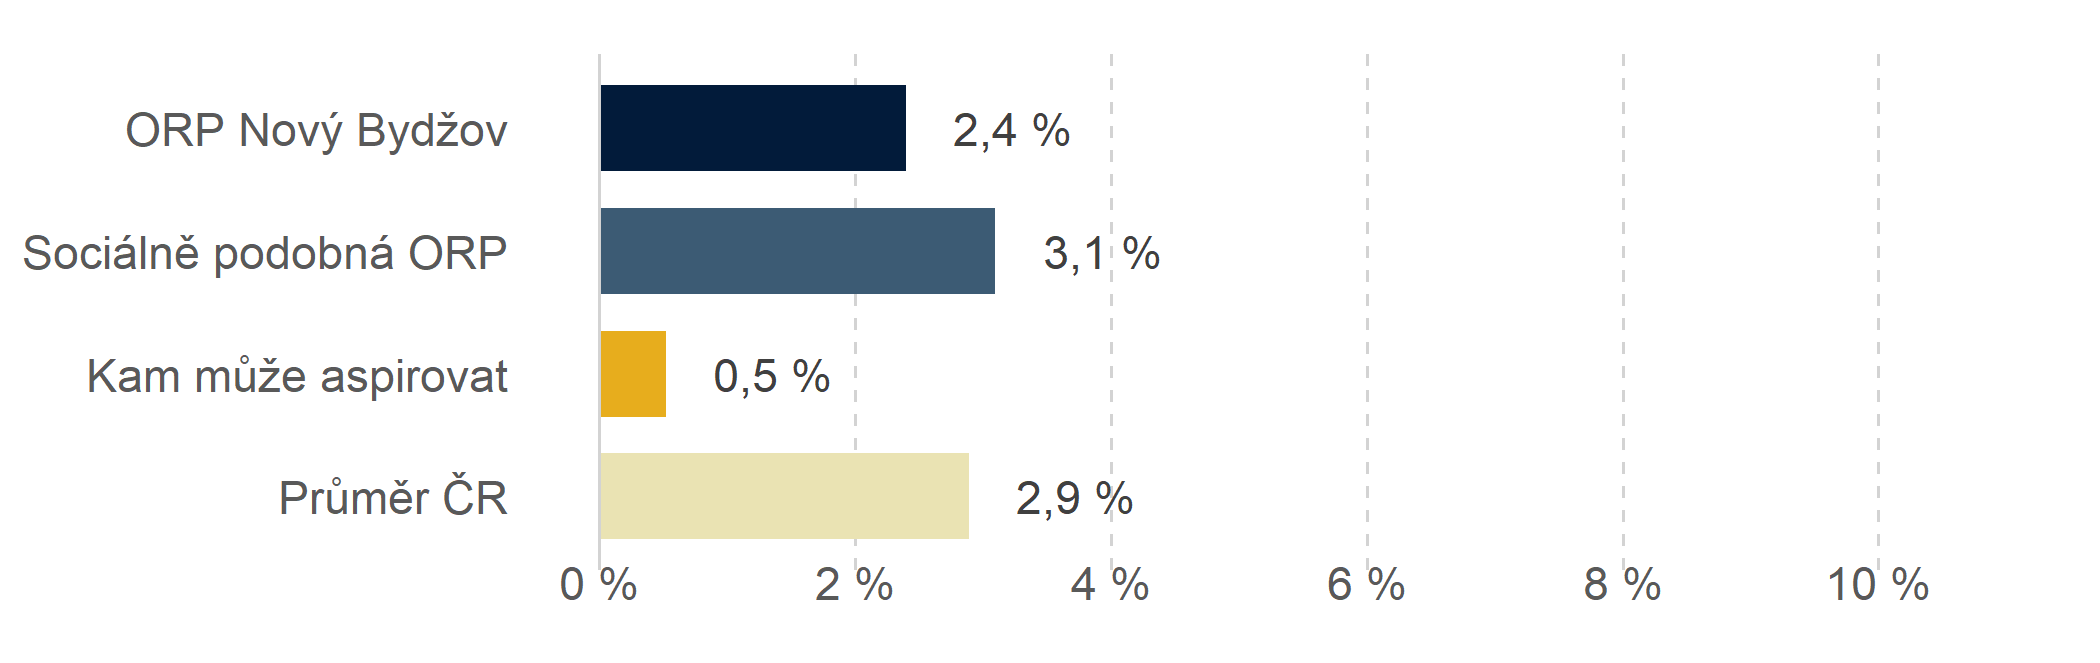 ORP Nový Bydžov 2,4 %
Sociálně podobná ORP 3,1 %
Kam může aspirovat 0,5 %
Průměr ČR 2,9 %
0 % 2 % 4 % 6 % 8 % 10 %